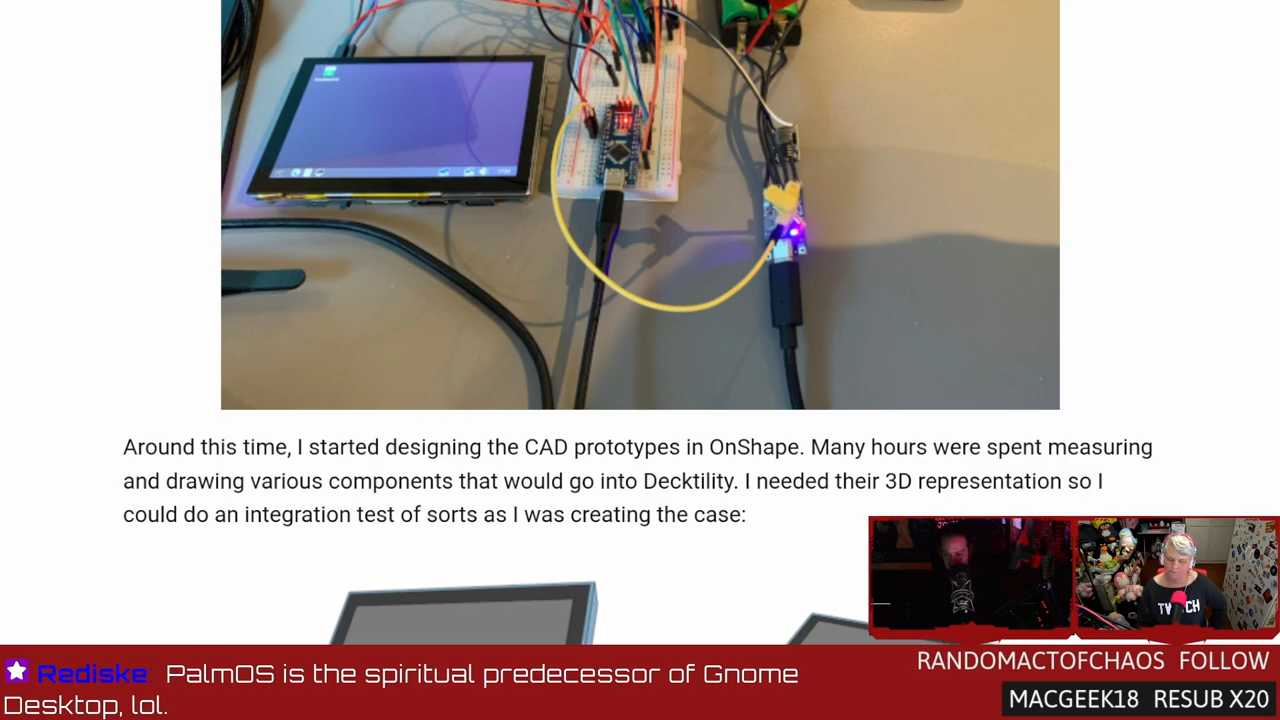 Around this time, I started designing the CAD prototypes in OnShape. Many hours were spent measuring
and drawing various components that would go into Decktility. I needed their 3D representation so I
could do an integration test of sorts as I was creating the case:
TW CH
Rediske: PalmOS is the spiritual predecessor of Gnome
Desktop, lol.
RANDOMACTOFCHAOS FOLLOW
MACGEEK18 RESUB X20